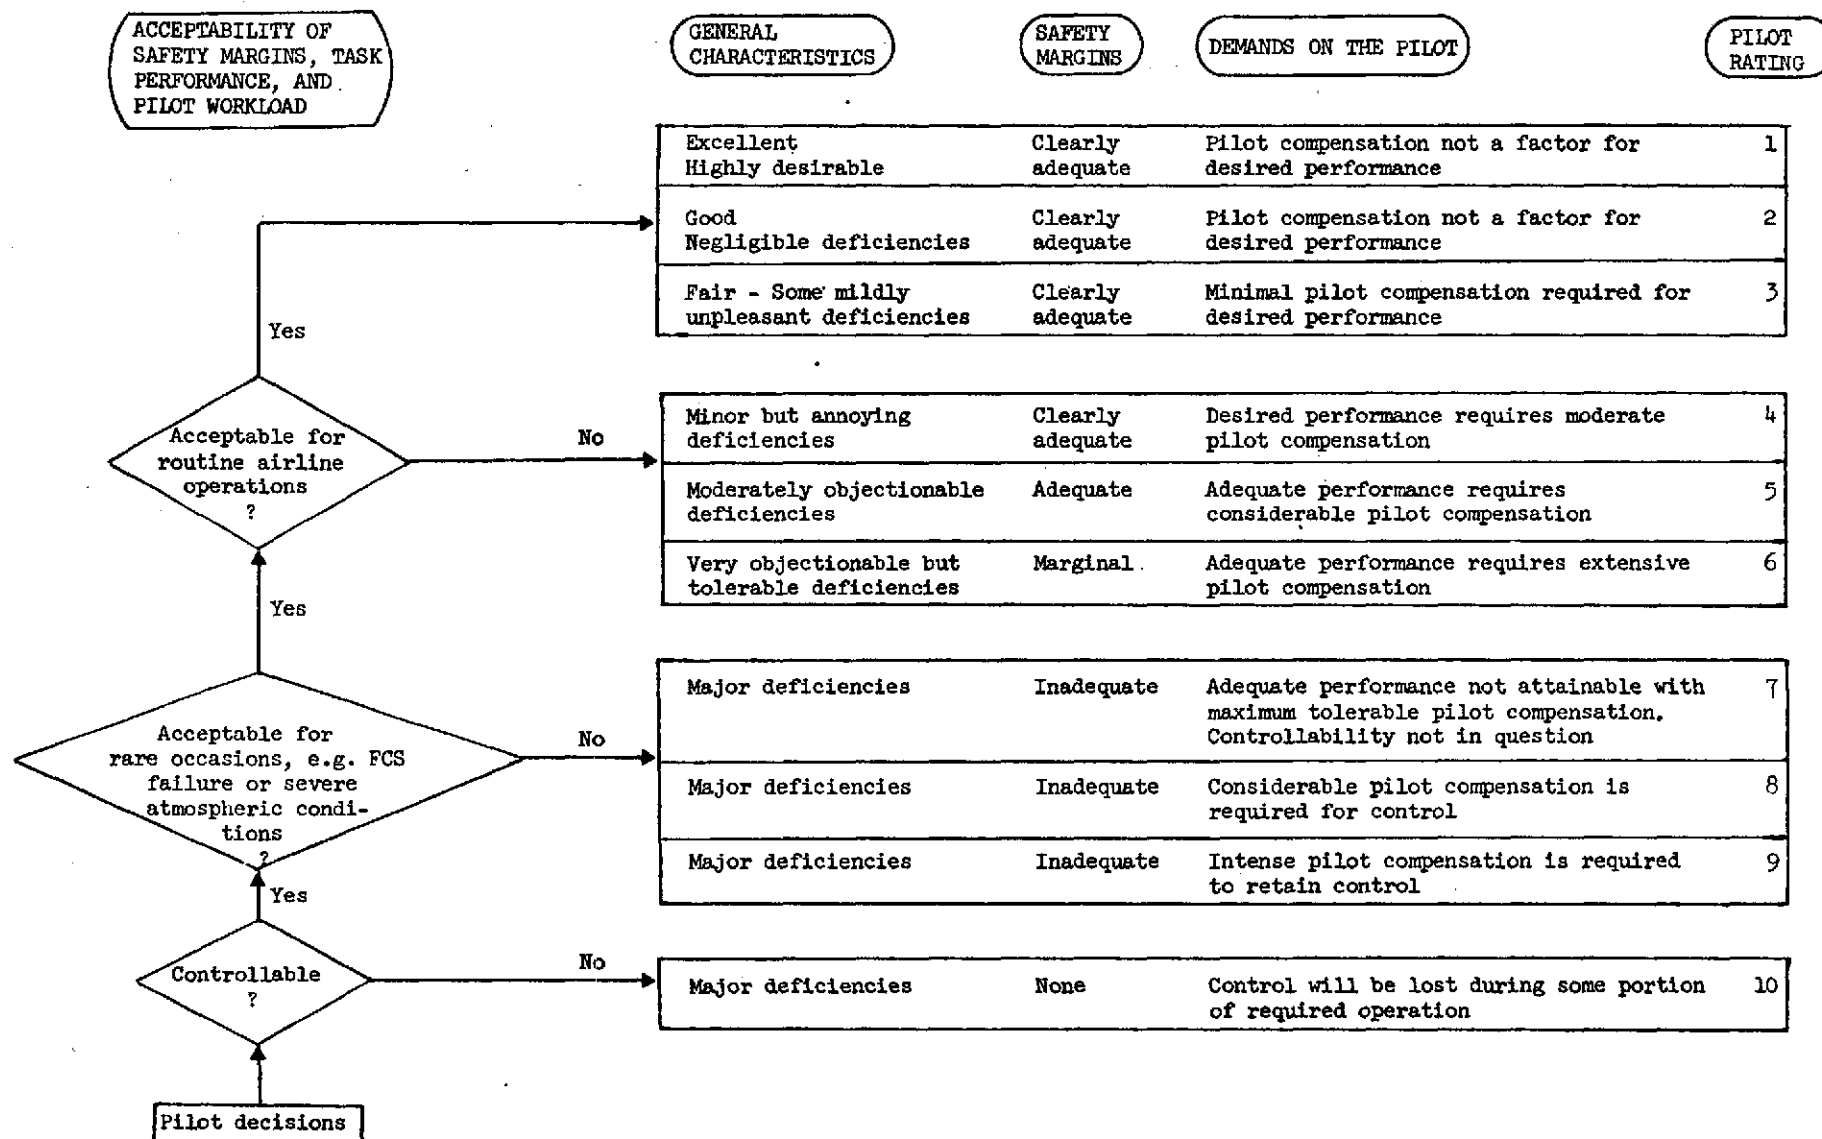 ACCEPTABILITY OF
SAFETY MARGINS, TASK
PERFORMANCE, AND
PILOT WORKLOAD
GENERAL
CHARACTERISTICS
SAFETY
MARGINS
DEMANDS ON THE PILOT
PILOT
RATING
Excellent
Highly desirable
Clearly
adequate
Pilot compensation not a factor for
desired performance
1
Good
Negligible deficiencies
Clearly
adequate
Pilot compensation not a factor for
desired performance
2
Fair - Some mildly
unpleasant deficiencies
Clearly
adequate
Minimal pilot compensation required for
desired performance
3
Yes
Acceptable for
routine airline
operations
?
No
Minor but annoying
deficiencies
Clearly
adequate
Desired performance requires moderate
pilot compensation
4
Moderately objectionable
deficiencies
Adequate
Adequate performance requires
considerable pilot compensation
5
Very objectionable but
tolerable deficiencies
Marginal
Adequate performance requires extensive
pilot compensation
6
Yes
Acceptable for
rare occasions, e.g. FCS
failure or severe
atmospheric condi-
tions
?
No
Major deficiencies
Inadequate
Adequate performance not attainable with
maximum tolerable pilot compensation.
Controllability not in question
7
Major deficiencies
Inadequate
Considerable pilot compensation is
required for control
8
Major deficiencies
Inadequate
Intense pilot compensation is required
to retain control
9
Yes
Controllable
?
No
Major deficiencies
None
Control will be lost during some portion
of required operation
10
Pilot decisions